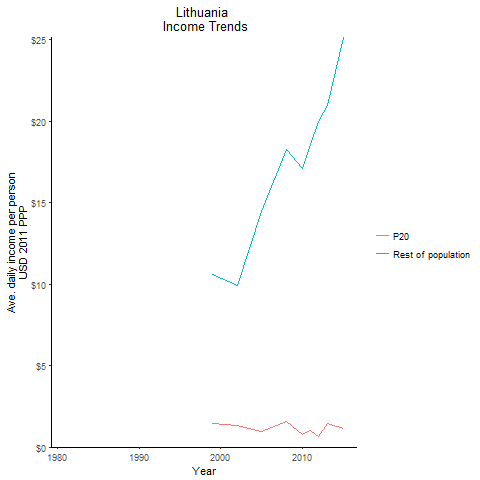 Lithuania
Income Trends
$25
$20
$15
$10
$5
$0
Ave. daily income per person
USD 2011 PPP
1980
1990
2000
2010
Year
P20
Rest of population